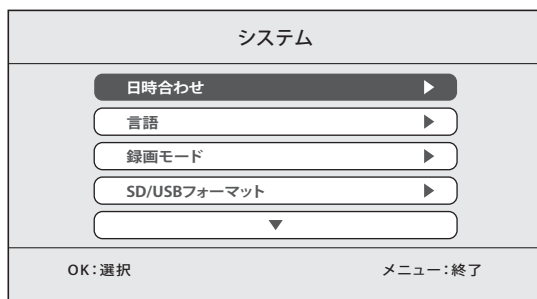 システム
日時合わせ
言語
録画モード
SD/USBフォーマット
OK：選択 メニュー：終了